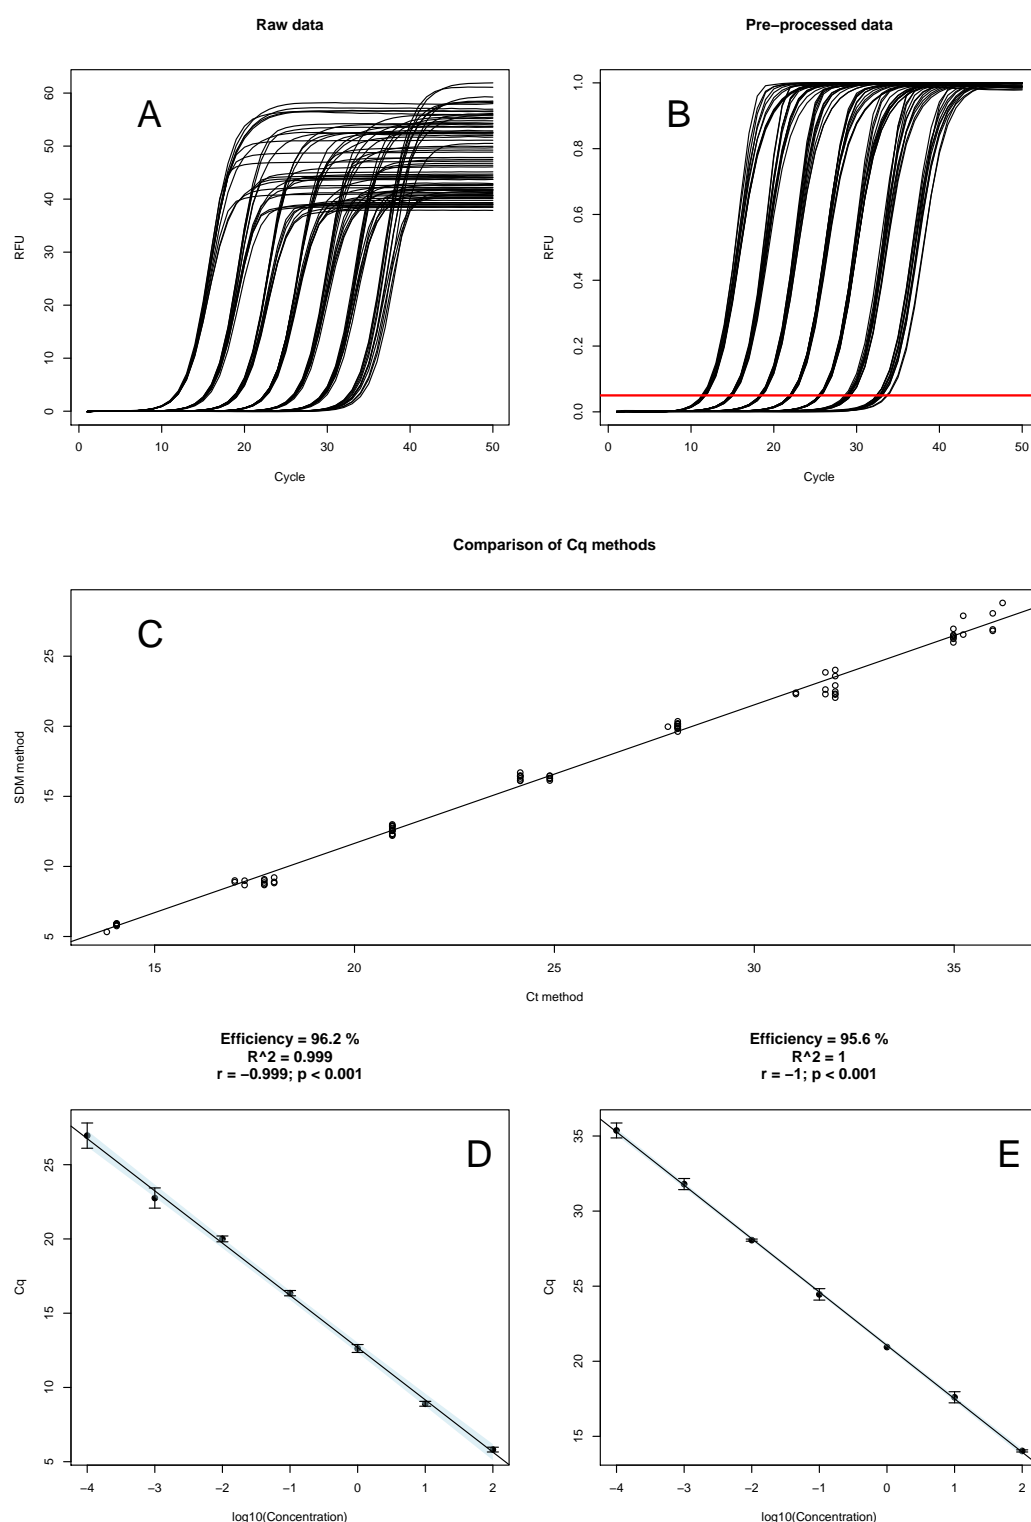 Raw data
Pre−processed data
A
B
RFU
0 10 20 30 40 50 60
0 10 20 30 40 50
Cycle
RFU
0.0 0.2 0.4 0.6 0.8 1.0
0 10 20 30 40 50
Cycle
Comparison of Cq methods
C
SDM method
5 10 15 20 25
15 20 25 30 35
Ct method
Efficiency = 96.2 %
R^2 = 0.999
r = −0.999; p < 0.001
D
Cq
5 10 15 20 25
−4 −3 −2 −1 0 1 2
log10(Concentration)
Efficiency = 95.6 %
R^2 = 1
r = −1; p < 0.001
E
Cq
15 20 25 30 35
−4 −3 −2 −1 0 1 2
log10(Concentration)